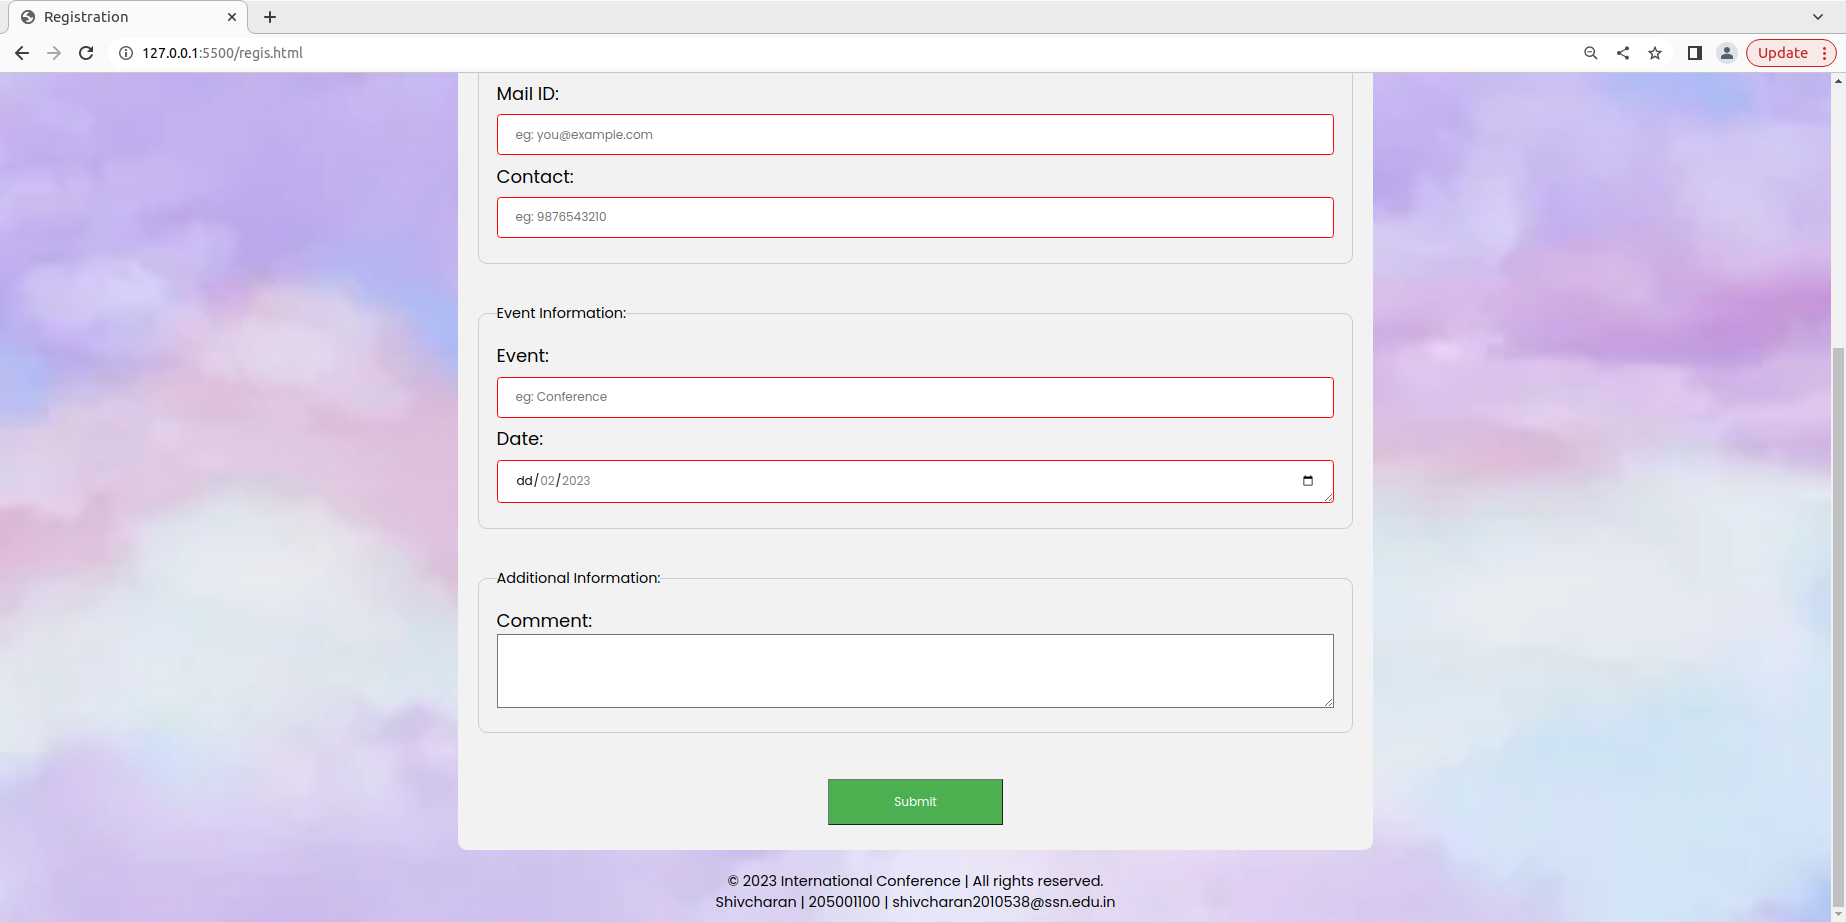 Registration
127.0.0.1:5500/regis.html
Update
Mail ID:
eg: you@example.com
Contact:
eg: 9876543210
Event Information:
Event:
eg: Conference
Date:
dd/02/2023
Additional Information:
Comment:
Submit
© 2023 International Conference | All rights reserved.
Shivcharan | 205001100 | shivcharan2010538@ssn.edu.in